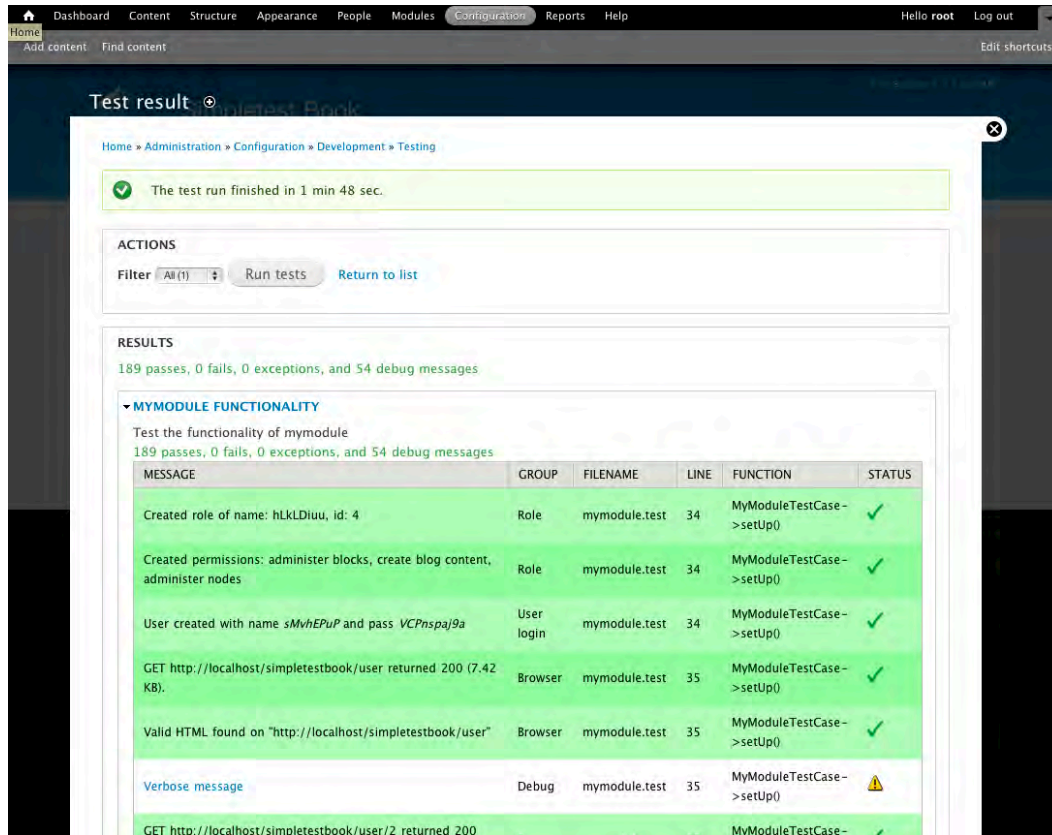 Dashboard Content Structure Appearance People Modules Configuration Reports Help Hello root Log out
Home
Add content Find content Edit shortcuts
Test result
Simpletest Book
Home » Administration » Configuration » Development » Testing
The test run finished in 1 min 48 sec.
ACTIONS
Filter All (1) Run tests Return to list
RESULTS
189 passes, 0 fails, 0 exceptions, and 54 debug messages
MYMODULE FUNCTIONALITY
Test the functionality of mymodule
189 passes, 0 fails, 0 exceptions, and 54 debug messages
MESSAGE GROUP FILENAME LINE FUNCTION STATUS
Created role of name: hLkLDiuu, id: 4 Role mymodule.test 34 MyModuleTestCase-
>setUp()
Created permissions: administer blocks, create blog content,
administer nodes Role mymodule.test 34 MyModuleTestCase-
>setUp()
User created with name sMvhEPuP and pass VCPnspaj9a User
login mymodule.test 34 MyModuleTestCase-
>setUp()
GET http://localhost/simpletestbook/user returned 200 (7.42
KB). Browser mymodule.test 35 MyModuleTestCase-
>setUp()
Valid HTML found on "http://localhost/simpletestbook/user" Browser mymodule.test 35 MyModuleTestCase-
>setUp()
Verbose message Debug mymodule.test 35 MyModuleTestCase-
>setUp()
GET http://localhost/simpletestbook/user/2 returned 200 MyModuleTestCase-